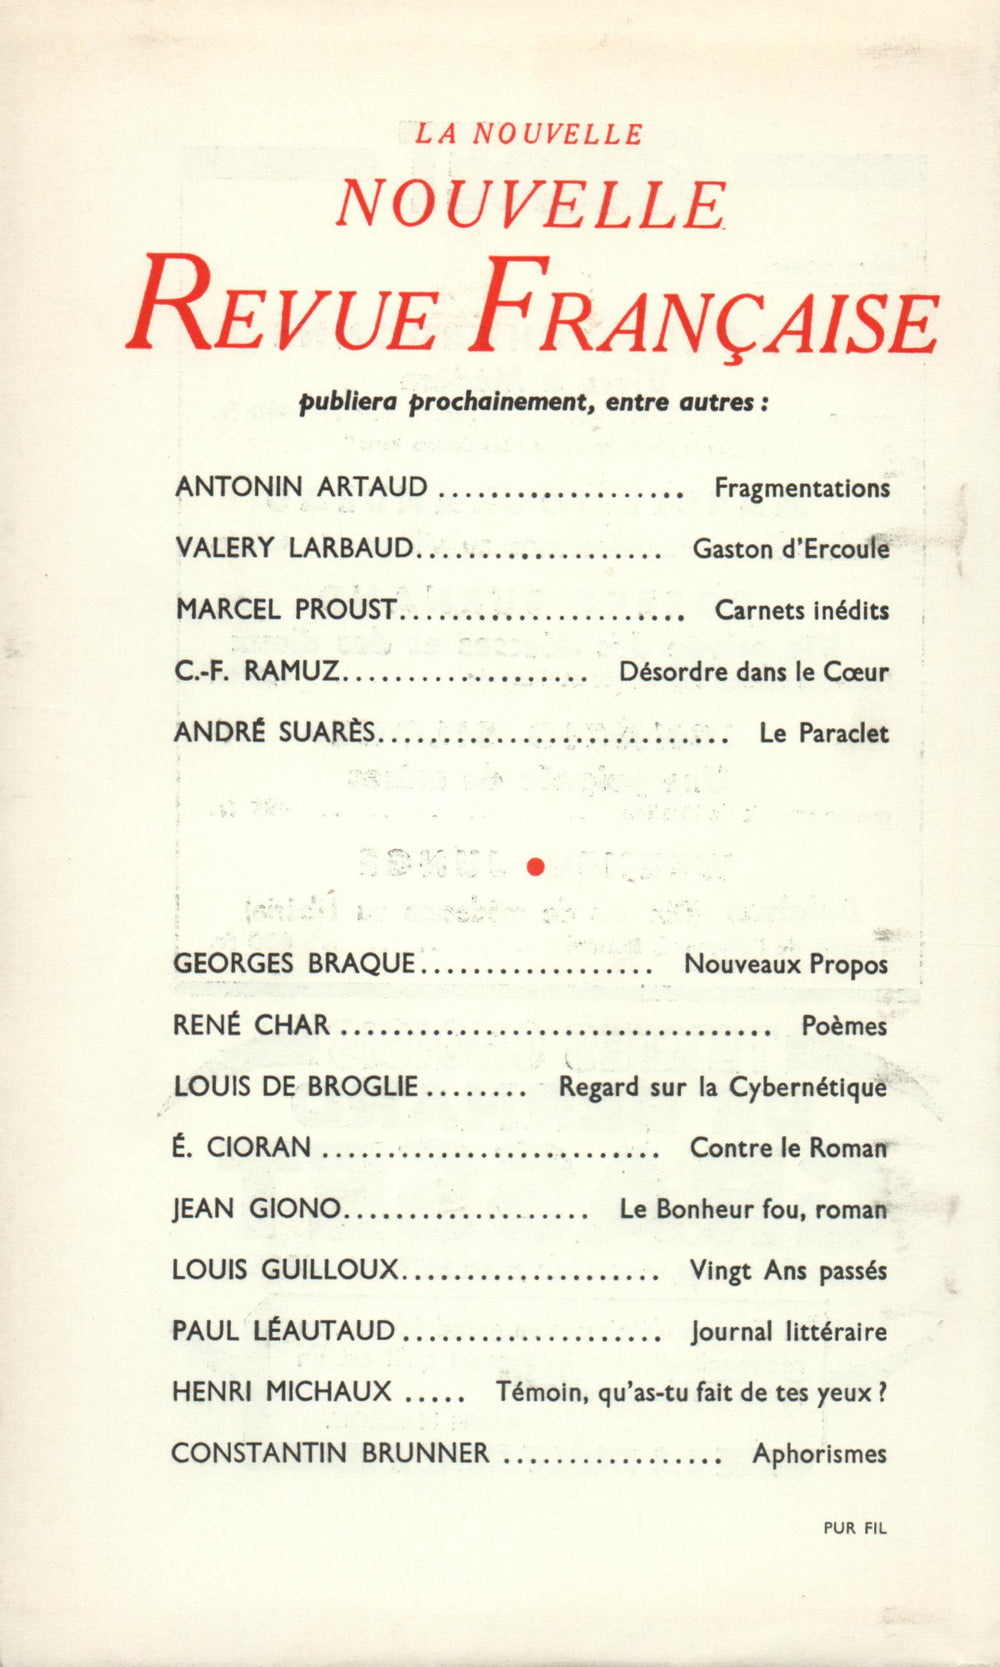 LA NOUVELLE
NOUVELLE
REVUE FRANÇAISE
publiera prochainement, entre autres :
ANTONIN ARTAUD ................... Fragmentations
VALERY LARBAUD................... Gaston d'Ercoule
MARCEL PROUST...................... Carnets inédits
C.-F. RAMUZ................... Désordre dans le Cœur
ANDRÉ SUARÈS........................... Le Paraclet
GEORGES BRAQUE.................. Nouveaux Propos
RENÉ CHAR ................................. Poèmes
LOUIS DE BROGLIE ........ Regard sur la Cybernétique
É. CIORAN .......................... Contre le Roman
JEAN GIONO................... Le Bonheur fou, roman
LOUIS GUILLOUX.................... Vingt Ans passés
PAUL LÉAUTAUD .................... Journal littéraire
HENRI MICHAUX ..... Témoin, qu'as-tu fait de tes yeux ?
CONSTANTIN BRUNNER ................. Aphorismes
PUR FIL